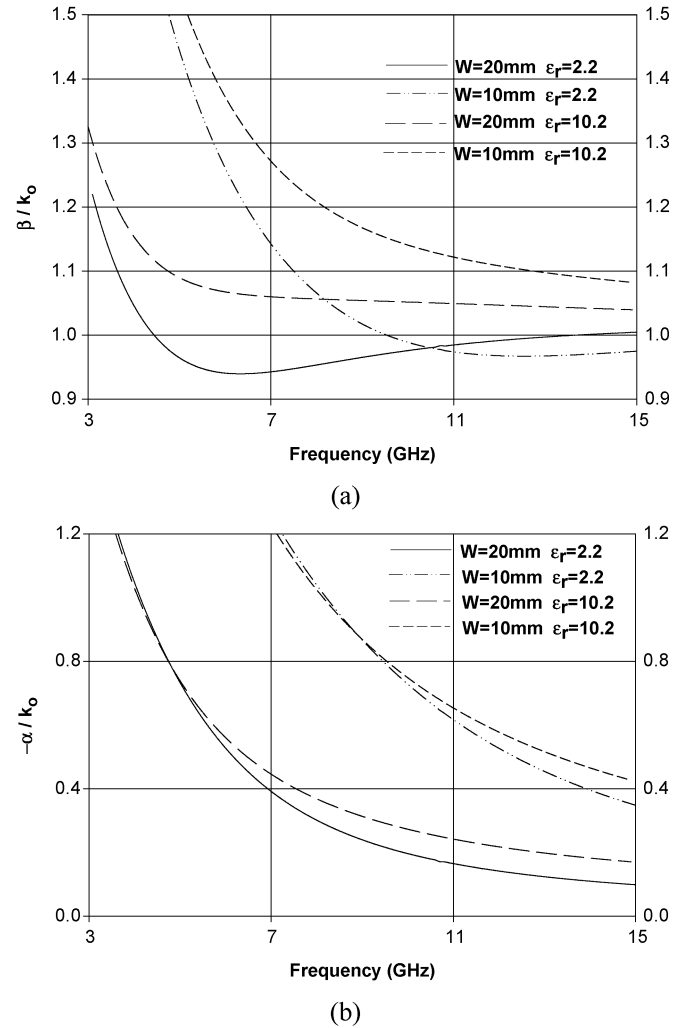 1.5 1.5
W=20mm εr=2.2
1.4 1.4
W=10mm εr=2.2
W=20mm εr=10.2
1.3 1.3
W=10mm εr=10.2
β / ko
1.2 1.2
1.1 1.1
1.0 1.0
0.9 0.9
3 7 11 15
Frequency (GHz)
(a)
1.2 1.2
W=20mm εr=2.2
W=10mm εr=2.2
W=20mm εr=10.2
W=10mm εr=10.2
0.8 0.8
−α / ko
0.4 0.4
0.0 0.0
3 7 11 15
Frequency (GHz)
(b)